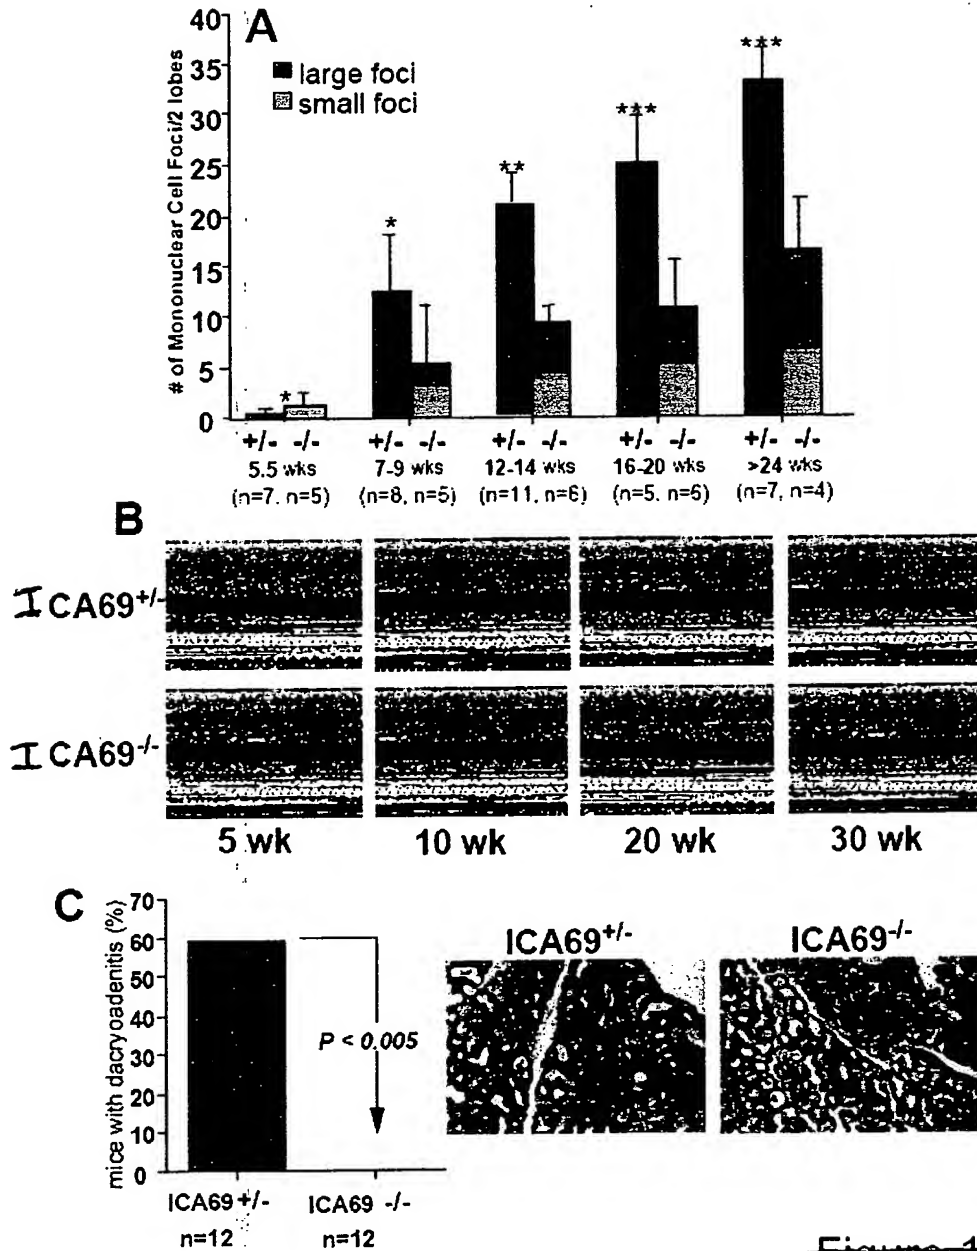 A
# of Mononuclear Cell Foci/2 lobes
40
35
30
25
20
15
10
5
0
large foci
small foci
* * ** *** ***
+/- -/- +/- -/- +/- -/- +/- -/- +/- -/-
5.5 wks 7-9 wks 12-14 wks 16-20 wks >24 wks
(n=7, n=5) (n=8, n=5) (n=11, n=6) (n=5, n=6) (n=7, n=4)
B
ICA69+/-
ICA69-/-
5 wk 10 wk 20 wk 30 wk
C
mice with dacryoadenitis (%)
70
60
50
40
30
20
10
0
P < 0.005
ICA69+/- ICA69 -/-
n=12 n=12
ICA69+/- ICA69-/-
Figure 1